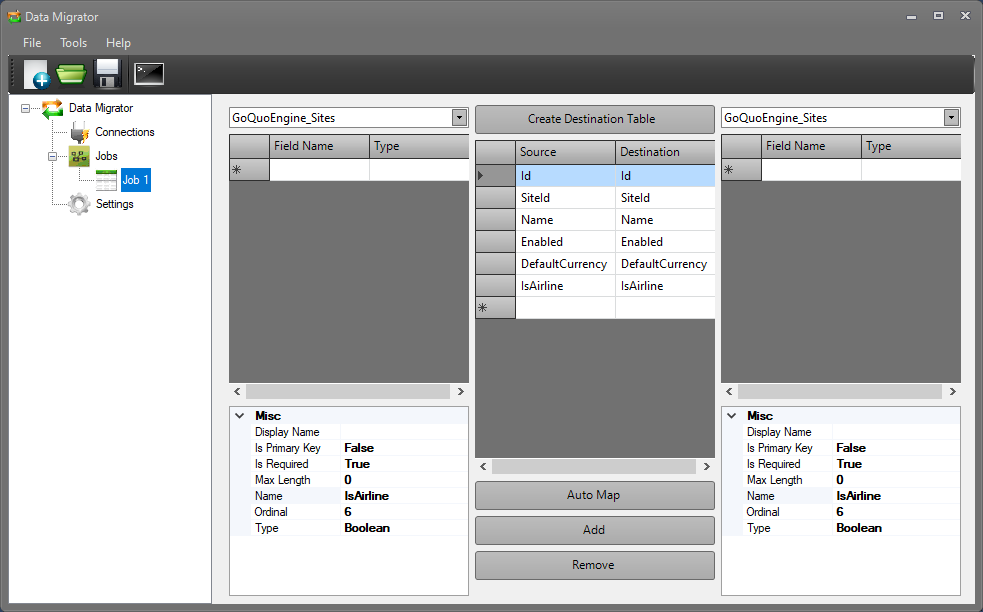 Data Migrator
File Tools Help
Data Migrator
Connections
Jobs
Job 1
Settings
GoQuoEngine_Sites
Field Name Type
Misc
Display Name
Is Primary Key False
Is Required True
Max Length 0
Name IsAirline
Ordinal 6
Type Boolean
Create Destination Table
Source Destination
Id Id
SiteId SiteId
Name Name
Enabled Enabled
DefaultCurrency DefaultCurrency
IsAirline IsAirline
Auto Map
Add
Remove
GoQuoEngine_Sites
Field Name Type
Misc
Display Name
Is Primary Key False
Is Required True
Max Length 0
Name IsAirline
Ordinal 6
Type Boolean